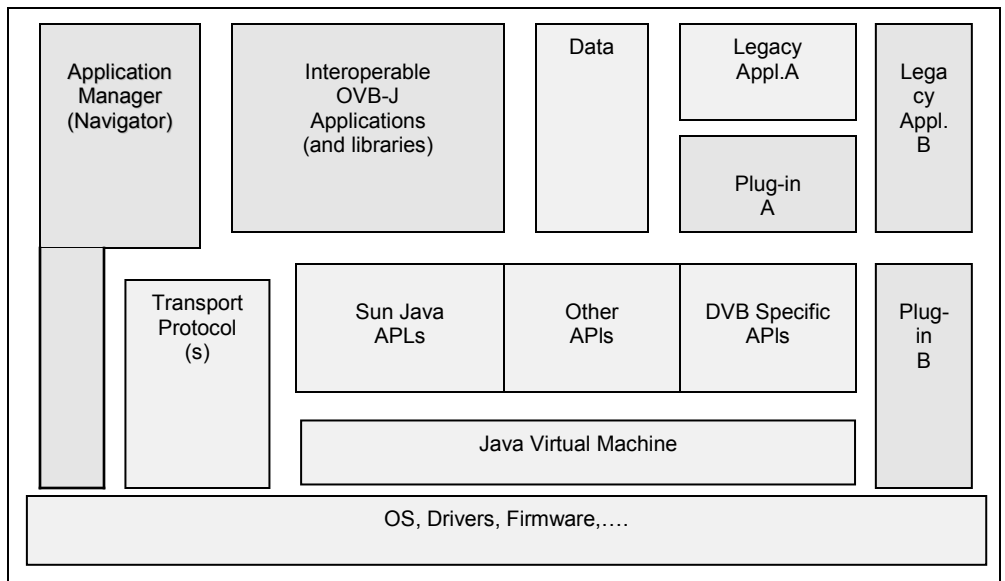 Application
Manager
(Navigator)
Interoperable
OVB-J
Applications
(and libraries)
Data
Legacy
Appl.A
Plug-in
A
Lega
cy
Appl.
B
Transport
Protocol
(s)
Sun Java
APLs
Other
APIs
DVB Specific
APIs
Plug-
in
B
Java Virtual Machine
OS, Drivers, Firmware,….